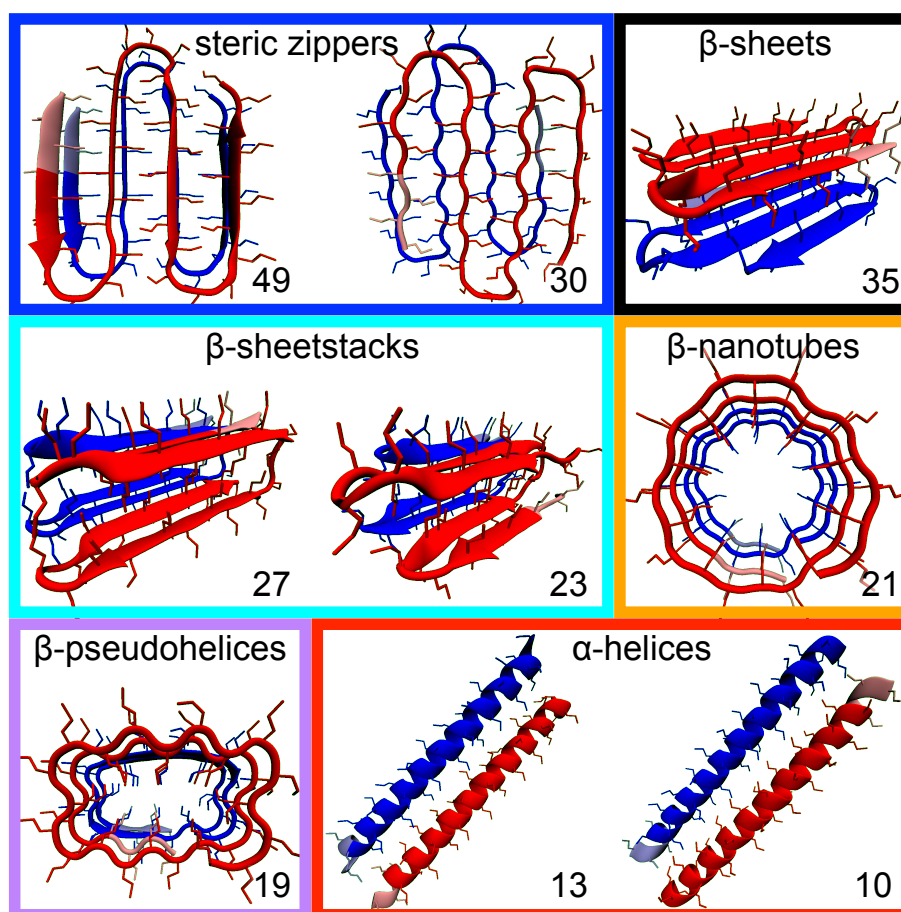 steric zippers
49
30
β-sheets
35
β-sheetstacks
27
23
β-nanotubes
21
β-pseudohelices
19
α-helices
13
10